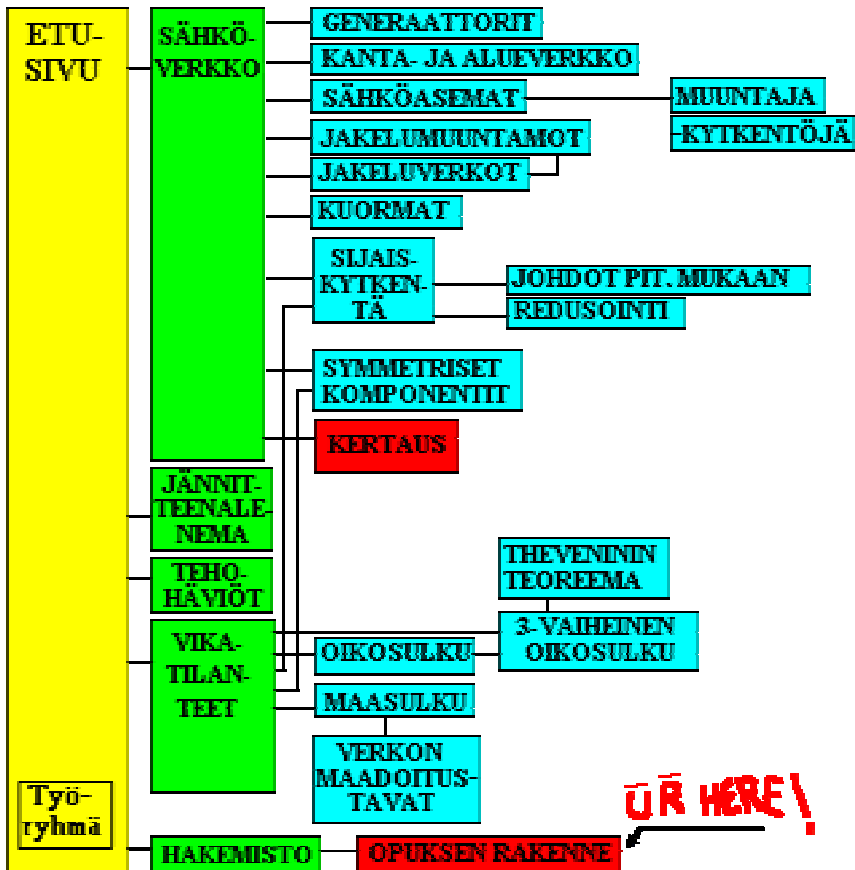 ETU-
SIVU
SÄHKÖ-
VERKKO
GENERAATTORIT
KANTA- JA ALUEVERKKO
SÄHKÖASEMAT
MUUNTAJA
-KYTKENTÖJÄ
JAKELUMUUNTAMOT
JAKELUVERKOT
KUORMAT
SIJAIS-
KYTKEN-
TÄ
JOHDOT PIT. MUKAAN
REDUSOINTI
SYMMETRISET
KOMPONENTIT
KERTAUS
JÄNNIT-
TEENALE-
NEMA
TEHO-
HÄVIÖT
VIKA-
TILAN-
TEET
THEVENININ
TEOREEMA
3-VAIHEINEN
OIKOSULKU
OIKOSULKU
MAASULKU
VERKON
MAADOITUS-
TAVAT
Työ-
ryhmä
HAKEMISTO
OPUKSEN RAKENNE
ÜR HERE!